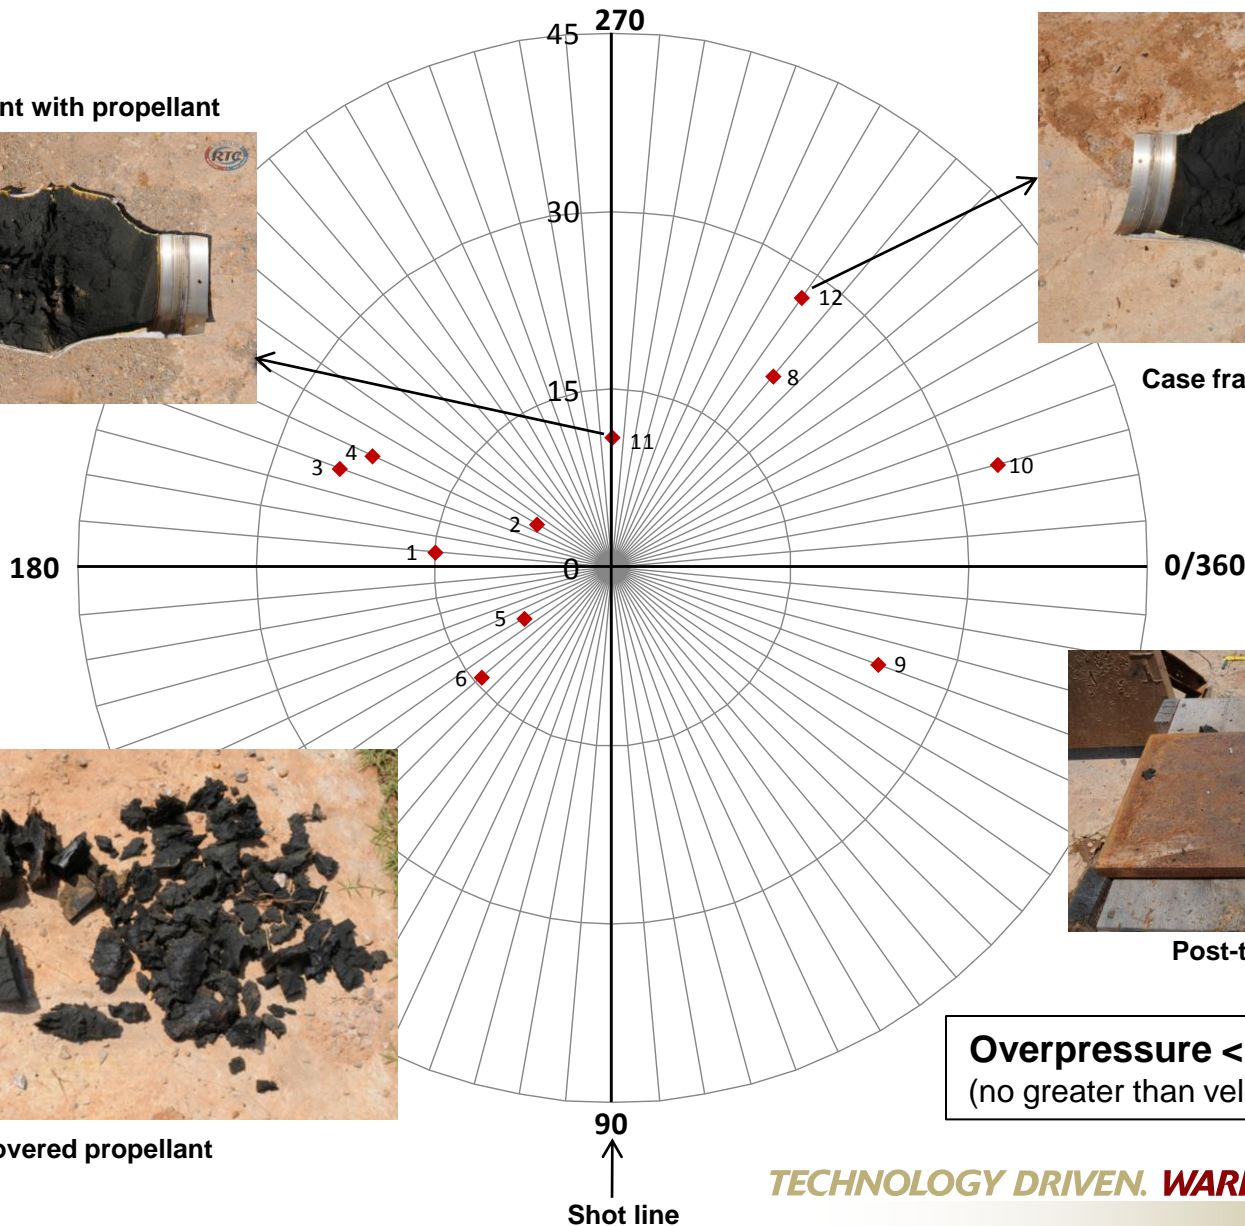 270
45
nt with propellant
RTC
30
12
15
8
Case fra
11
4
3
10
2
1
180
0
0/360
5
9
6
Post-t
Overpressure <
(no greater than vel
90
overed propellant
TECHNOLOGY DRIVEN. WAR
Shot line